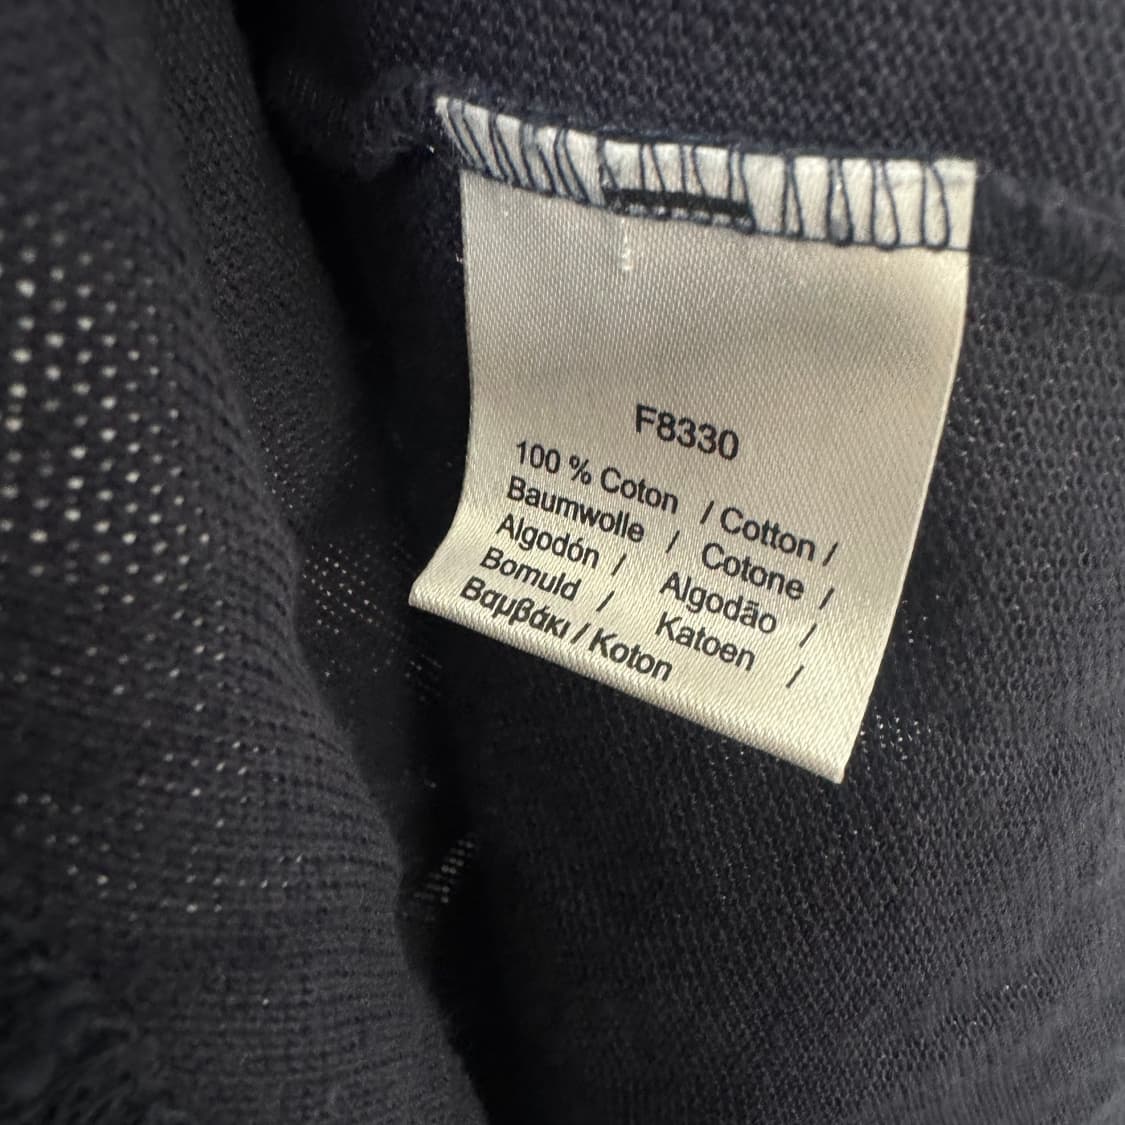 F8330
100 % Coton / Cotton /
Baumwolle / Cotone /
Algodón / Algodão /
Bomuld / Katoen /
Βαμβάκι / Koton